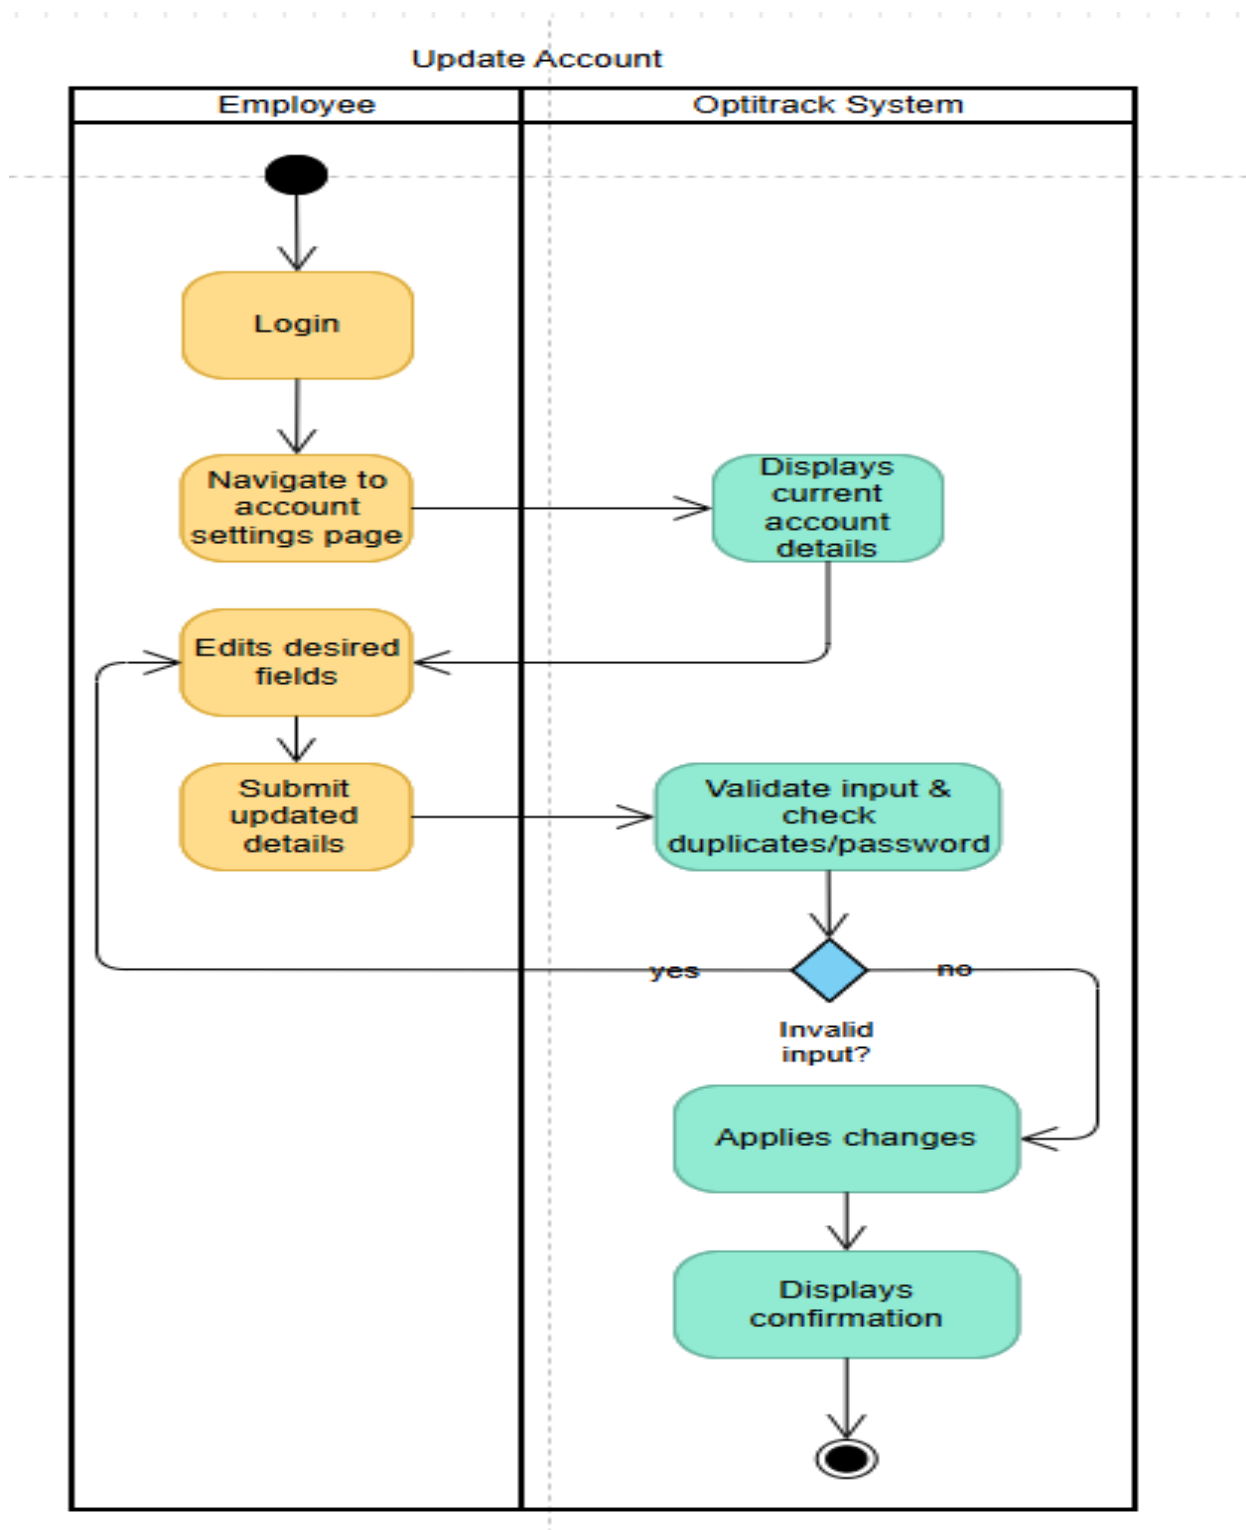 Update Account
Employee
Optitrack System
Login
Navigate to
account
settings page
Displays
current
account
details
Edits desired
fields
Submit
updated
details
Validate input &
check
duplicates/password
yes
no
Invalid
input?
Applies changes
Displays
confirmation